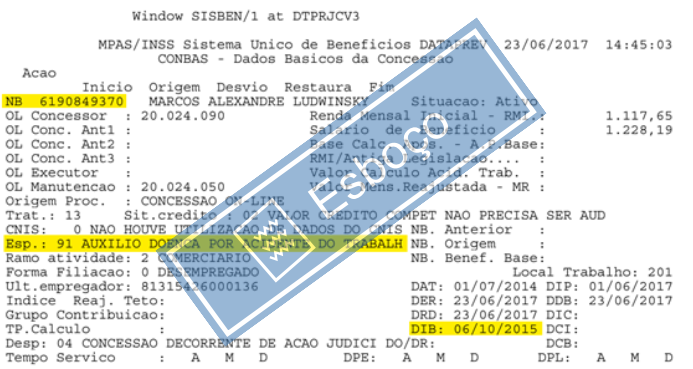 Window SISBEN/1 at DTPRJCV3
MPAS/INSS Sistema Unico de Beneficios DATAPREV 23/06/2017 14:45:03
CONBAS - Dados Basicos da Concessao
Acao
Inicio Origem Desvio Restaura Fim
NB 6190849370 MARCOS ALEXANDRE LUDWINSKY Situacao: Ativo
OL Concessor : 20.024.090 Renda Mensal Inicial - RMI.: 1.117,65
OL Conc. Ant1 : Salario de Beneficio : 1.228,19
OL Conc. Ant2 : Base Calc. Apos. - A.P.Base:
OL Conc. Ant3 : RMI/Antiga Legislacao.... :
OL Executor : Valor Calculo Acid. Trab. :
OL Manutencao : 20.024.050 Valor Mens.Reajustada - MR :
Origem Proc. : CONCESSAO ON-LINE
Trat.: 13 Sit.credito : 02 VALOR CREDITO COMPET NAO PRECISA SER AUD
CNIS: 0 NAO HOUVE UTILIZACAO DOS DADOS DO CNIS NB. Anterior :
Esp.: 91 AUXILIO DOENCA POR ACIDENTE DO TRABALH NB. Origem :
Ramo atividade: 2 COMERCIARIO NB. Benef. Base:
Forma Filiacao: 0 DESEMPREGADO Local Trabalho: 201
Ult.empregador: 81315426000136 DAT: 01/07/2014 DIP: 01/06/2017
Indice Reaj. Teto: DER: 23/06/2017 DDB: 23/06/2017
Grupo Contribuicao: DRD: 23/06/2017 DIC:
TP.Calculo : DIB: 06/10/2015 DCI:
Desp: 04 CONCESSAO DECORRENTE DE ACAO JUDICI DO/DR: DCB:
Tempo Servico : A M D DPE: A M D DPL: A M D
Esboço